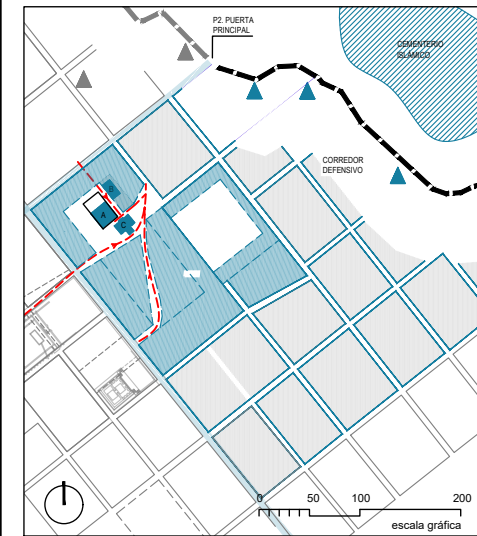 P2. PUERTA
PRINCIPAL
CEMENTERIO
ISLÁMICO
CORREDOR
DEFENSIVO
B
A
C
0 50 100 200
escala gráfica